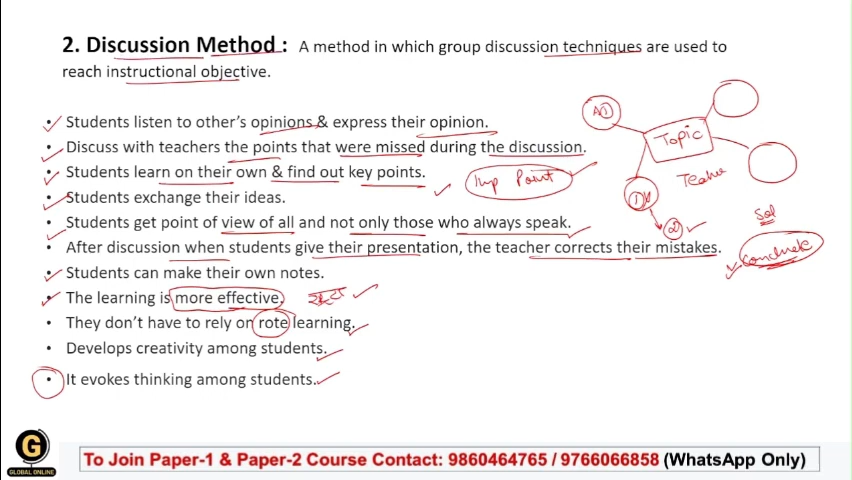 2. Discussion Method : A method in which group discussion techniques are used to
reach instructional objective.
• Students listen to other's opinions & express their opinion.
• Discuss with teachers the points that were missed during the discussion.
• Students learn on their own & find out key points.
Imp Point
• Students exchange their ideas.
• Students get point of view of all and not only those who always speak.
• After discussion when students give their presentation, the teacher corrects their mistakes.
• Students can make their own notes.
• The learning is more effective.
• They don't have to rely on rote learning.
• Develops creativity among students.
• It evokes thinking among students.
A①
Topic
Teacher
Sol
Conclude
G
GLOBAL ONLINE
To Join Paper-1 & Paper-2 Course Contact: 9860464765 / 9766066858 (WhatsApp Only)